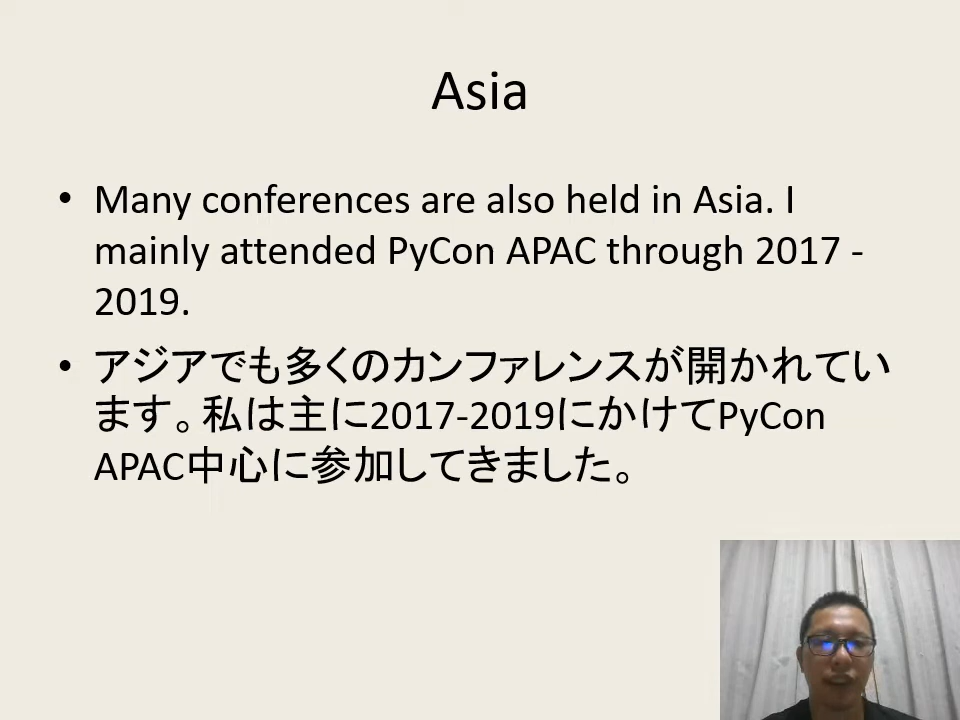 Asia
• Many conferences are also held in Asia. I
mainly attended PyCon APAC through 2017 -
2019.
• アジアでも多くのカンファレンスが開かれてい
ます。私は主に2017-2019にかけてPyCon
APAC中心に参加してきました。